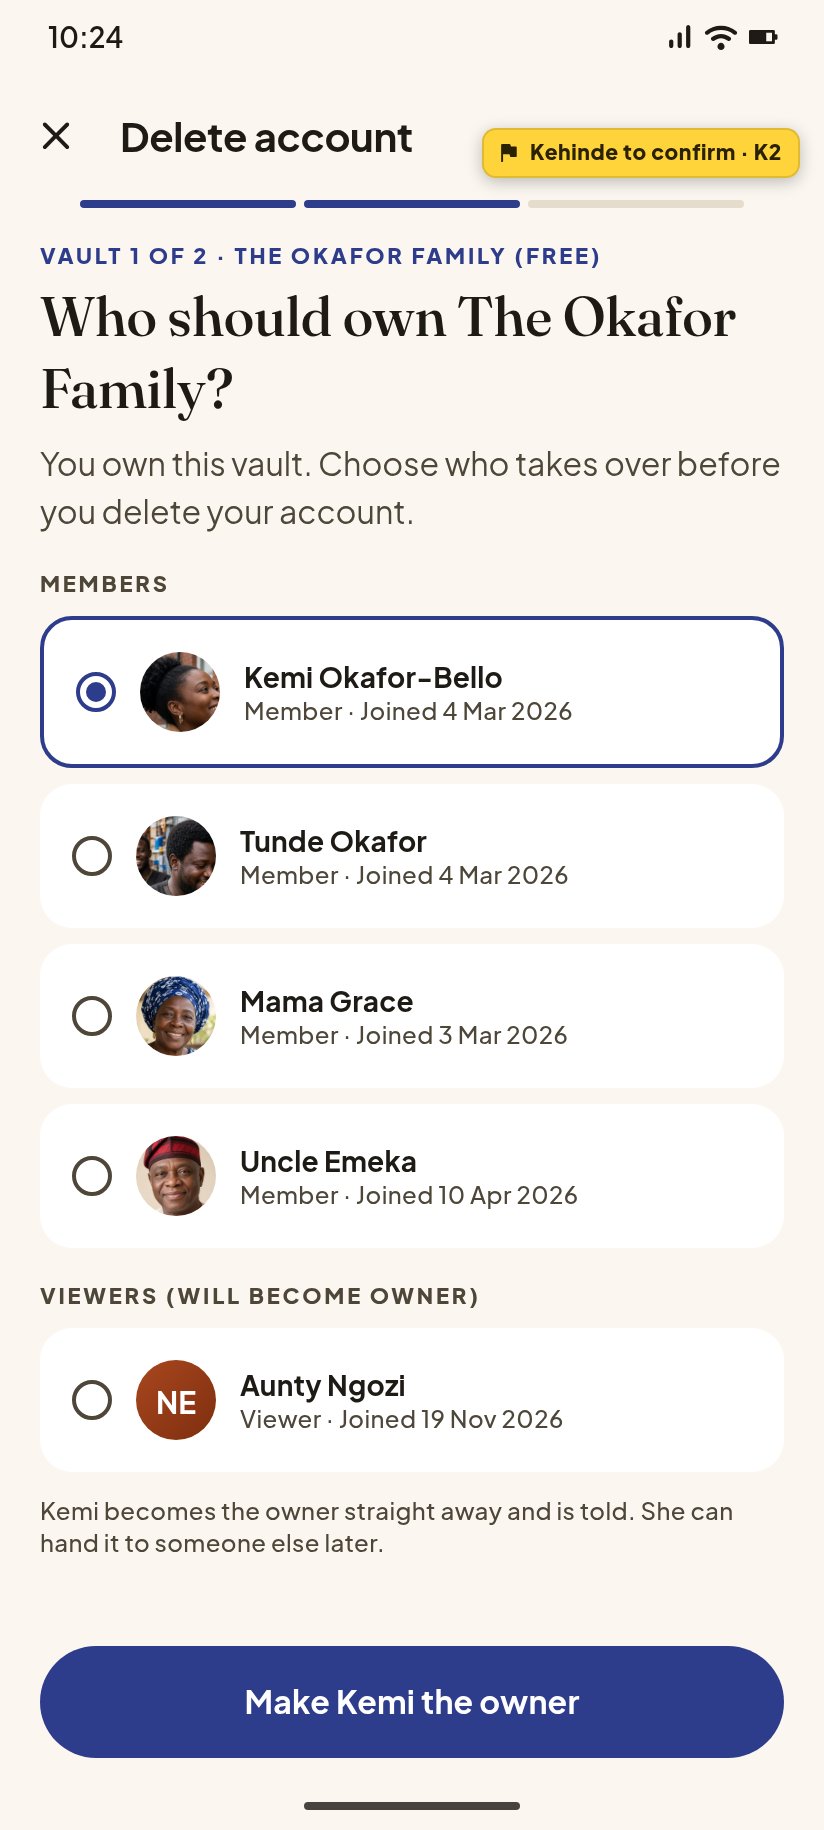 10:24
Delete account
Kehinde to confirm · K2
VAULT 1 OF 2 · THE OKAFOR FAMILY (FREE)
Who should own The Okafor
Family?
You own this vault. Choose who takes over before
you delete your account.
MEMBERS
Kemi Okafor-Bello
Member · Joined 4 Mar 2026
Tunde Okafor
Member · Joined 4 Mar 2026
Mama Grace
Member · Joined 3 Mar 2026
Uncle Emeka
Member · Joined 10 Apr 2026
VIEWERS (WILL BECOME OWNER)
NE
Aunty Ngozi
Viewer · Joined 19 Nov 2026
Kemi becomes the owner straight away and is told. She can
hand it to someone else later.
Make Kemi the owner